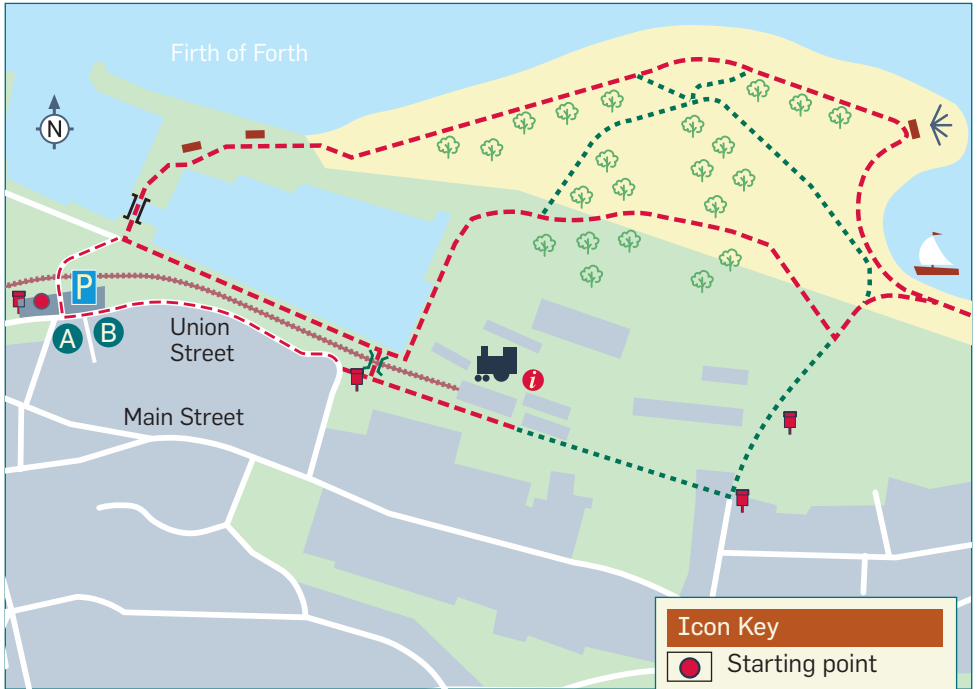 Firth of Forth
N
P
A
B
Union
Street
i
Main Street
Icon Key
Starting point